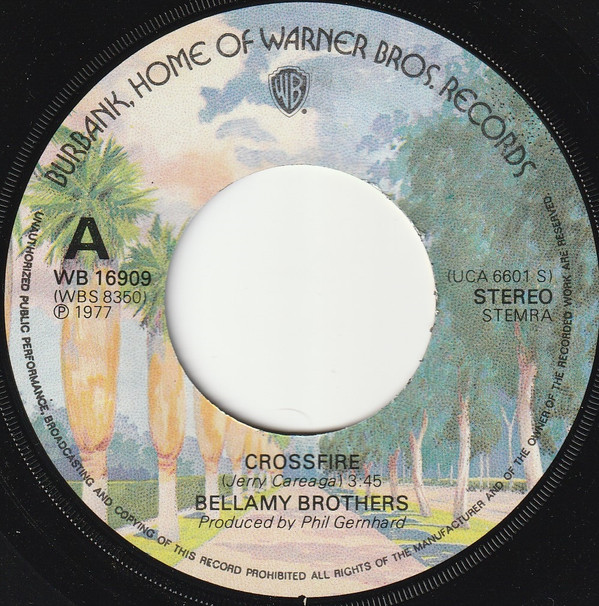 BURBANK, HOME OF WARNER BROS. RECORDS
WB
A
WB 16909
(WBS 8350)
Ⓟ 1977
(UCA 6601 S)
STEREO
STEMRA
CROSSFIRE
(Jerry Careaga) 3:45
BELLAMY BROTHERS
Produced by Phil Gernhard
UNAUTHORIZED PUBLIC PERFORMANCE, BROADCASTING AND COPYING OF THIS RECORD PROHIBITED ALL RIGHTS OF THE MANUFACTURER AND OF THE OWNER OF THE RECORDED WORK ARE RESERVED